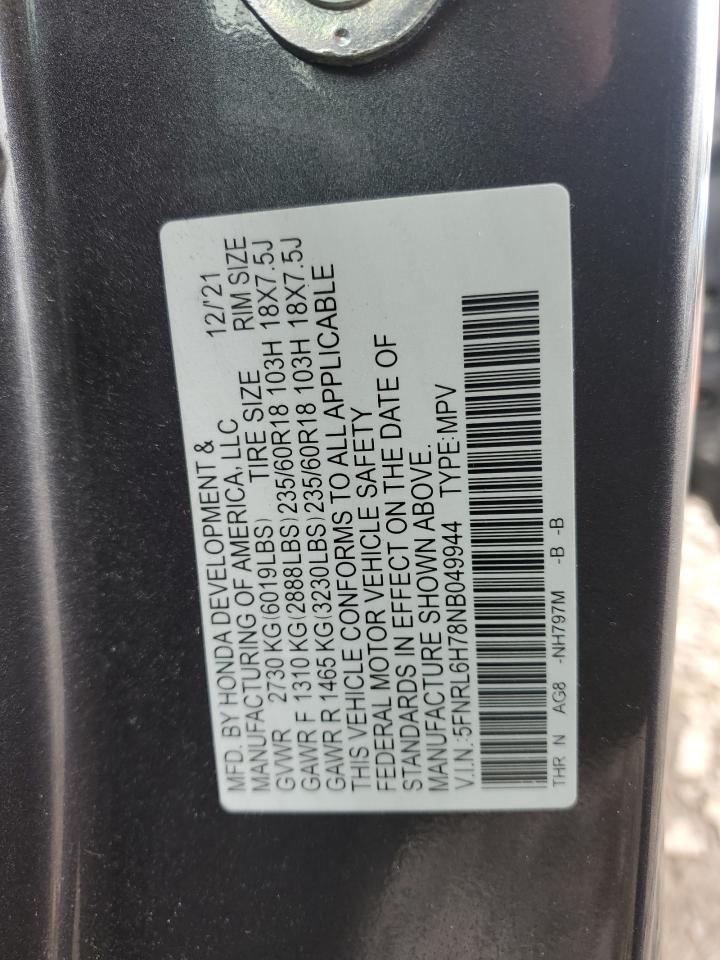 MFD. BY HONDA DEVELOPMENT &
MANUFACTURING OF AMERICA, LLC 12/'21
GVWR 2730 KG(6019LBS) TIRE SIZE RIM SIZE
GAWR F 1310 KG(2888LBS)235/60R18 103H 18X7.5J
GAWR R 1465 KG(3230LBS)235/60R18 103H 18X7.5J
THIS VEHICLE CONFORMS TO ALL APPLICABLE
FEDERAL MOTOR VEHICLE SAFETY
STANDARDS IN EFFECT ON THE DATE OF
MANUFACTURE SHOWN ABOVE.
V.I.N.:5FNRL6H78NB049944 TYPE:MPV
THR N AG8 -NH797M -B -B